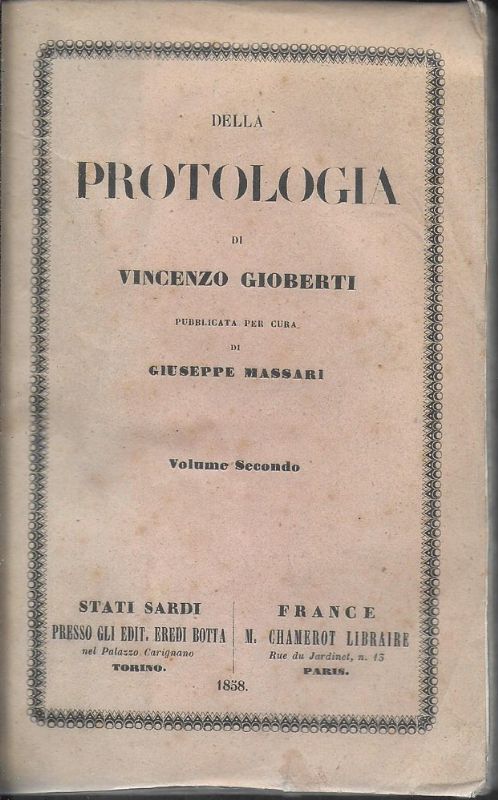 DELLA
PROTOLOGIA
DI
VINCENZO GIOBERTI
PUBBLICATA PER CURA
DI
GIUSEPPE MASSARI
Volume Secondo
STATI SARDI
PRESSO GLI EDIT. EREDI BOTTA
nel Palazzo Carignano
TORINO.
FRANCE
M. CHAMEROT LIBRAIRE
Rue du Jardinet, n. 13
PARIS.
1858.